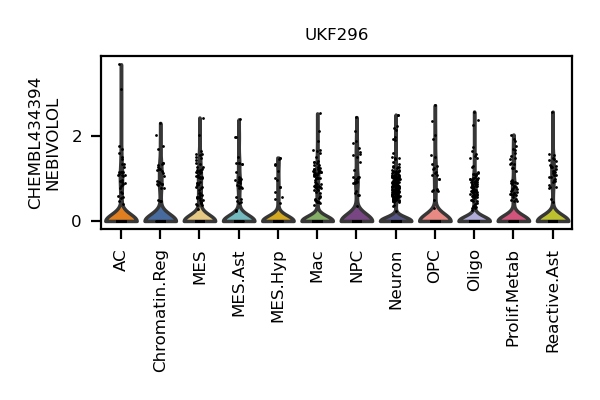 UKF296
CHEMBL434394
NEBIVOLOL
2
0
AC
Chromatin.Reg
MES
MES.Ast
MES.Hyp
Mac
NPC
Neuron
OPC
Oligo
Prolif.Metab
Reactive.Ast